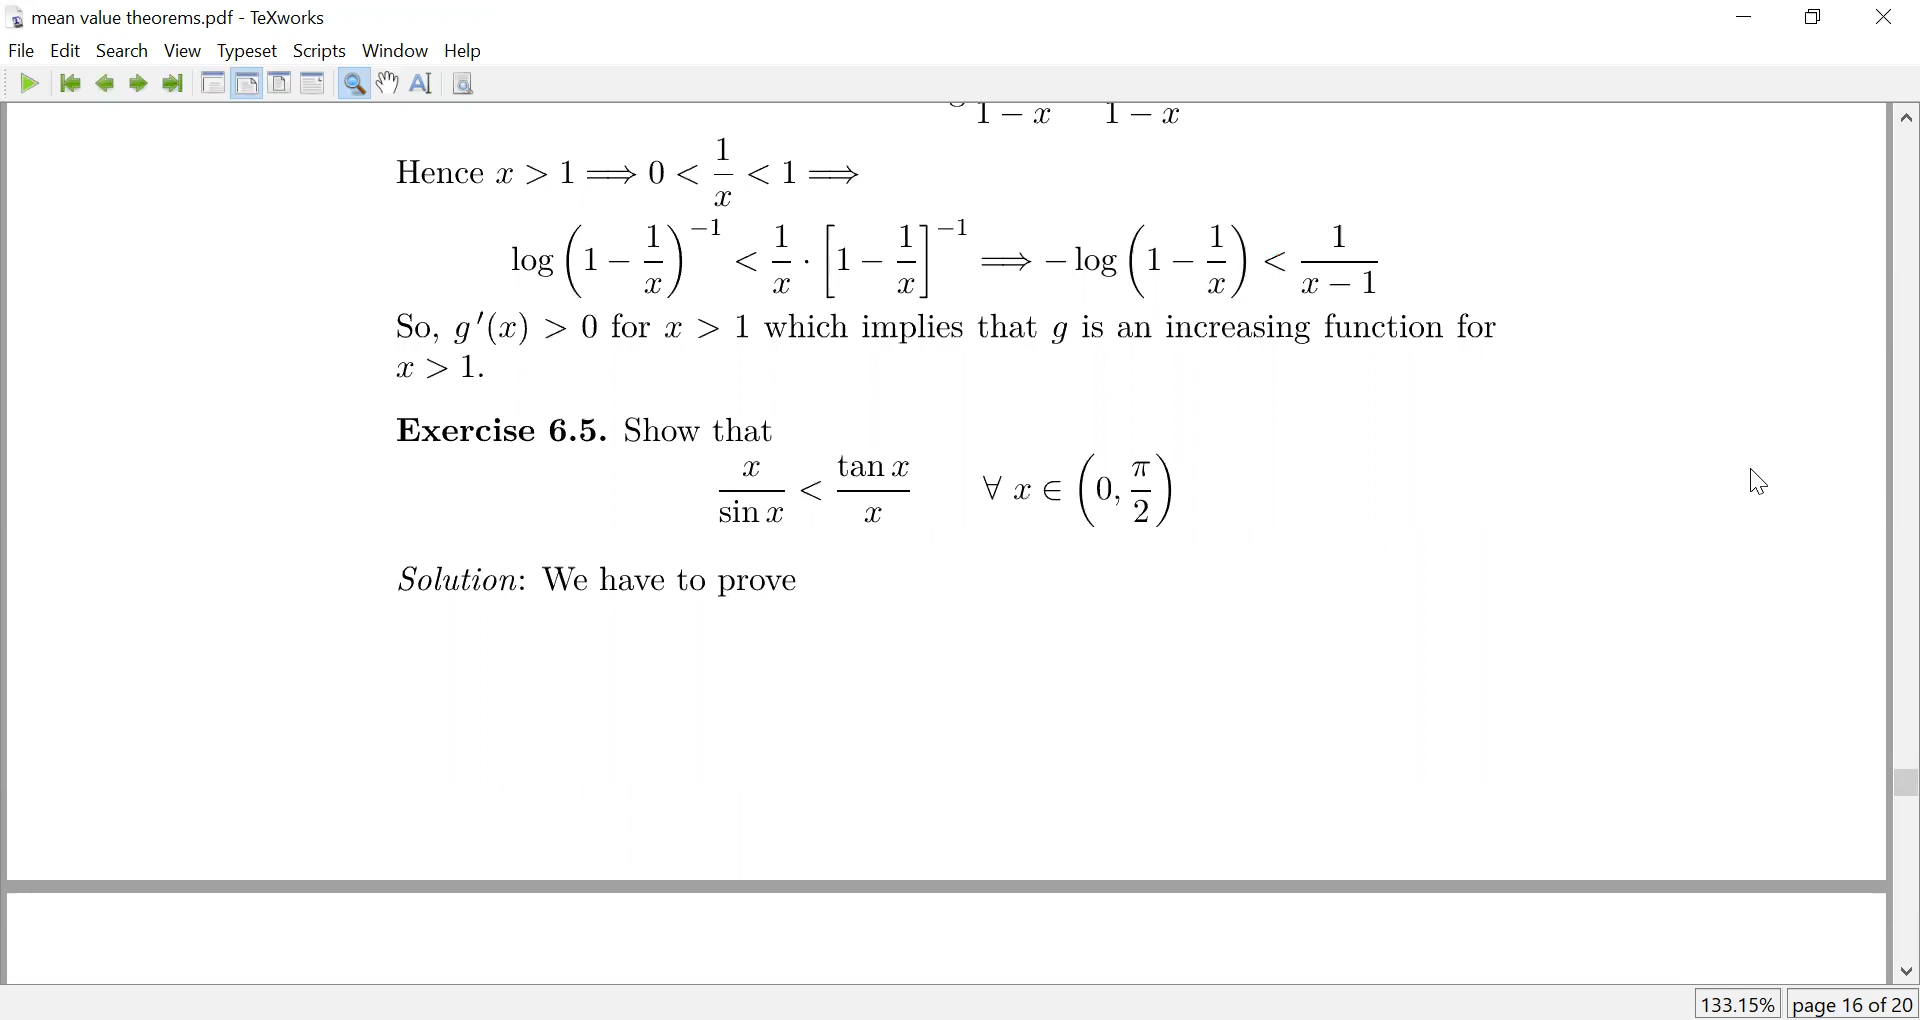 mean value theorems.pdf - TeXworks
File Edit Search View Typeset Scripts Window Help
1 − x 1 − x
Hence x > 1 ⟹ 0 < 1/x < 1 ⟹
log (1 − 1/x)^−1 < 1/x · [1 − 1/x]^−1 ⟹ − log (1 − 1/x) < 1/(x − 1)
So, g′(x) > 0 for x > 1 which implies that g is an increasing function for
x > 1.
Exercise 6.5. Show that
x/sin x < tan x/x ∀ x ∈ (0, π/2)
Solution: We have to prove
133.15% page 16 of 20